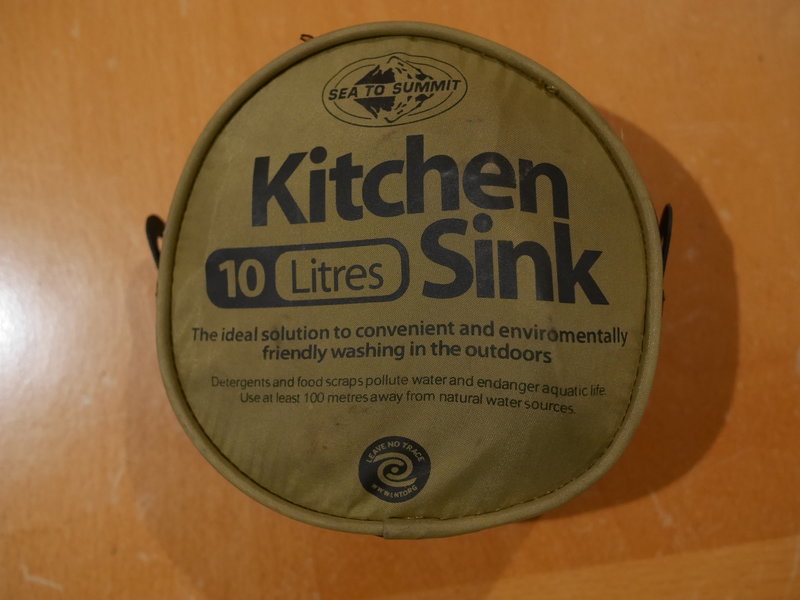 SEA TO SUMMIT
Kitchen
10 Litres Sink
The ideal solution to convenient and enviromentally
friendly washing in the outdoors
Detergents and food scraps pollute water and endanger aquatic life.
Use at least 100 metres away from natural water sources.
LEAVE NO TRACE
WWW.LNT.ORG